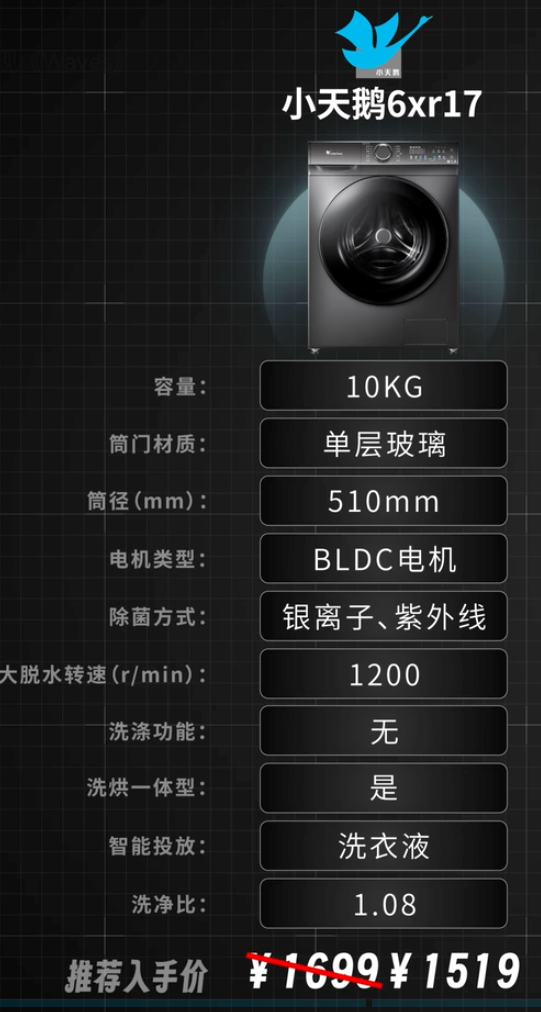 小天鹅
小天鹅6xr17
容量： 10KG
筒门材质： 单层玻璃
筒径(mm)： 510mm
电机类型： BLDC电机
除菌方式： 银离子、紫外线
大脱水转速(r/min)： 1200
洗涤功能： 无
洗烘一体型： 是
智能投放： 洗衣液
洗净比： 1.08
推荐入手价 ¥1699 ¥1519